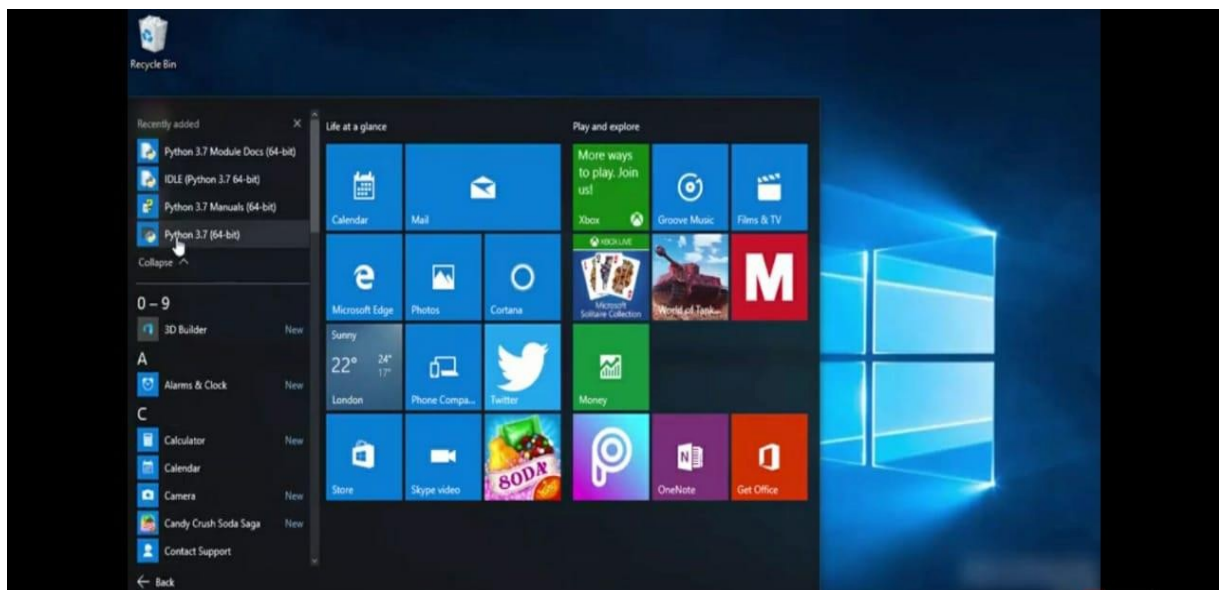 Recycle Bin
Recently added
Python 3.7 Module Docs (64-bit)
IDLE (Python 3.7 64-bit)
Python 3.7 Manuals (64-bit)
Python 3.7 (64-bit)
Collapse
0 – 9
3D Builder New
A
Alarms & Clock New
C
Calculator New
Calendar
Camera New
Candy Crush Soda Saga New
Contact Support
Back
Life at a glance
Calendar
Mail
Microsoft Edge
Photos
Cortana
Sunny
22° 24°
17°
London
Phone Compa...
Twitter
Store
Skype video
SODA
Play and explore
More ways
to play. Join
us!
Xbox
Groove Music
Films & TV
XBOX LIVE
Microsoft
Solitaire Collection
World of Tank...
M
Money
OneNote
Get Office